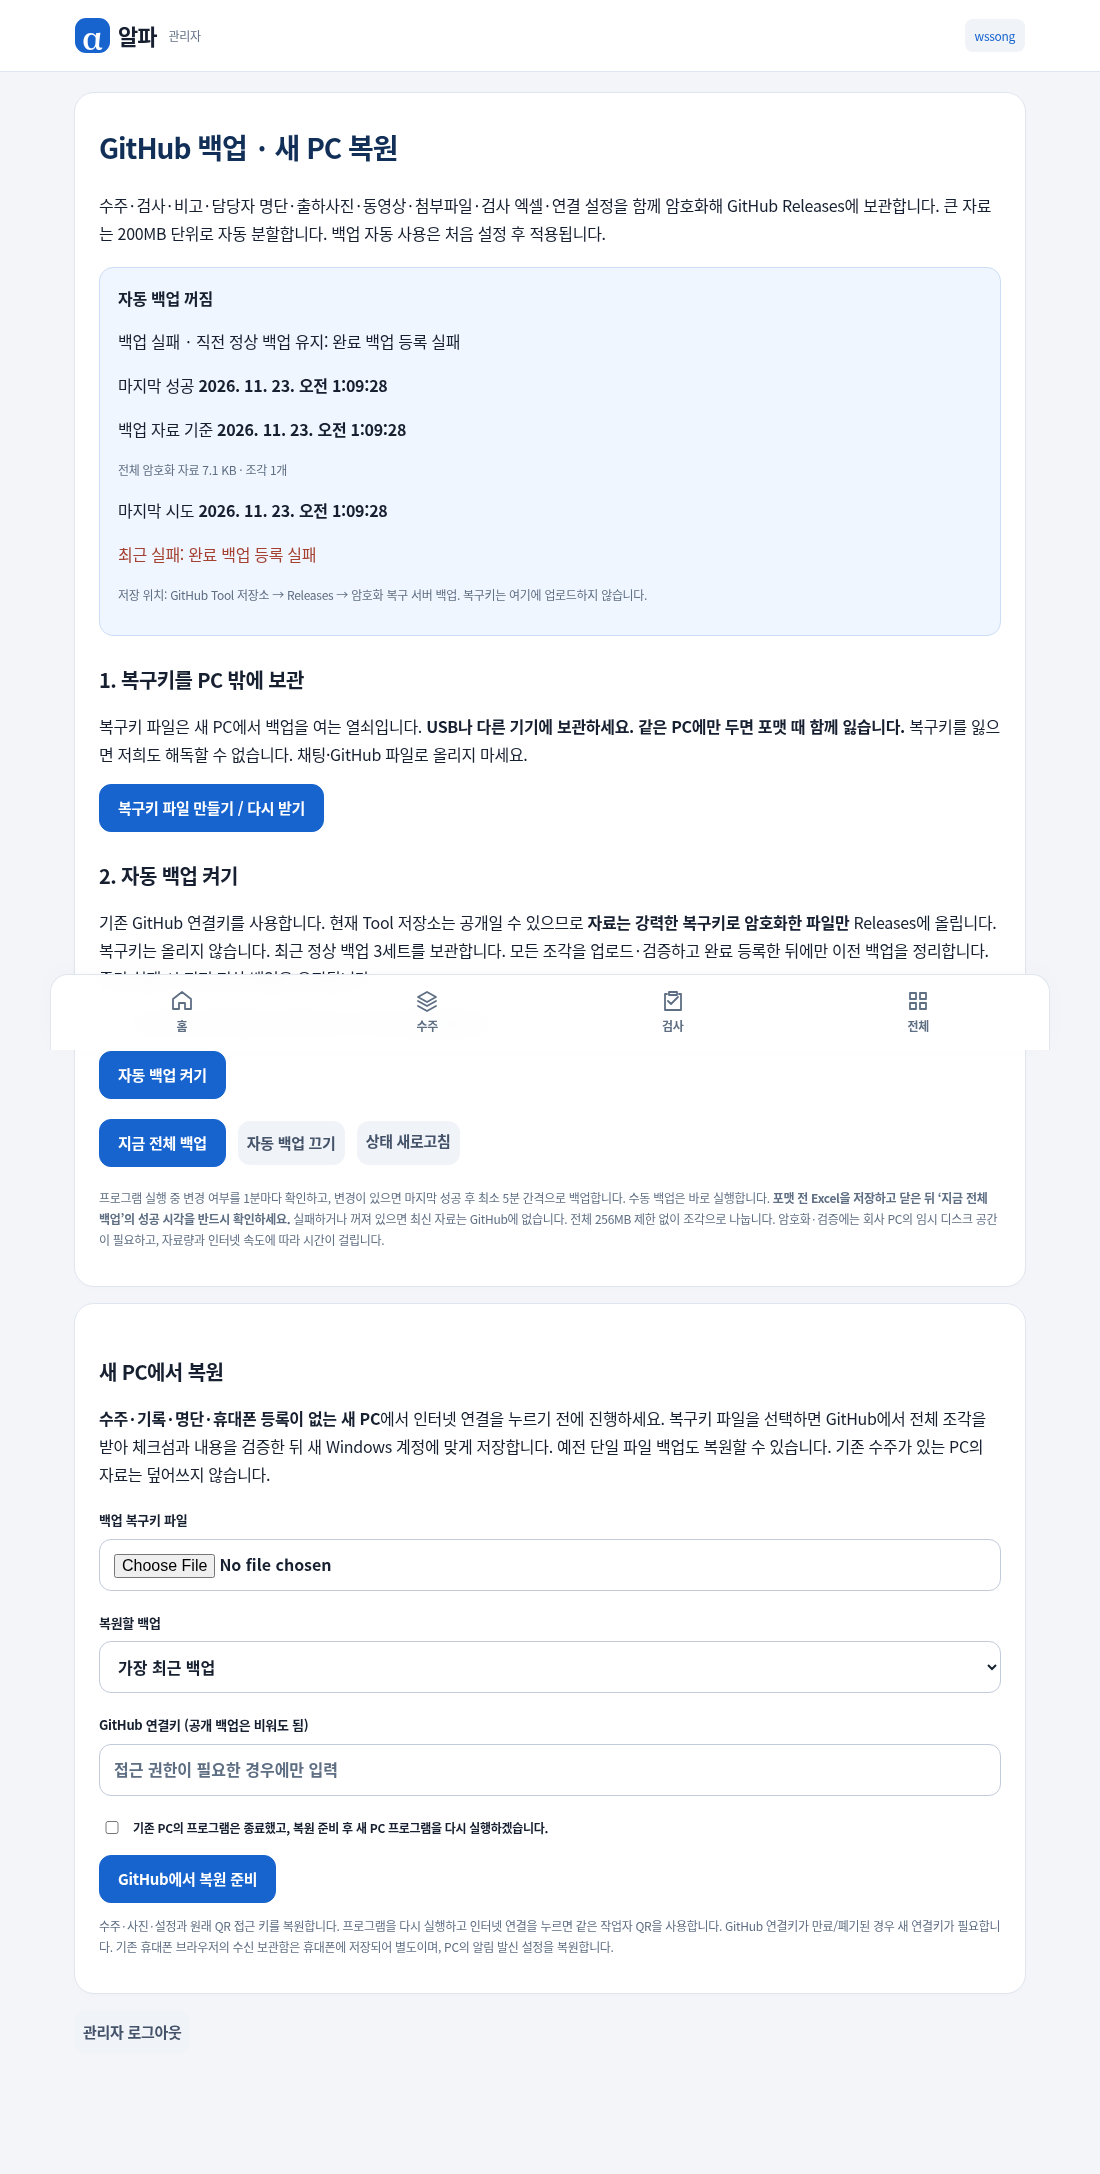 α 알파 관리자
wssong
GitHub 백업 · 새 PC 복원
수주·검사·비고·담당자 명단·출하사진·동영상·첨부파일·검사 엑셀·연결 설정을 함께 암호화해 GitHub Releases에 보관합니다. 큰 자료
는 200MB 단위로 자동 분할합니다. 백업 자동 사용은 처음 설정 후 적용됩니다.
자동 백업 꺼짐
백업 실패 · 직전 정상 백업 유지: 완료 백업 등록 실패
마지막 성공 2026. 11. 23. 오전 1:09:28
백업 자료 기준 2026. 11. 23. 오전 1:09:28
전체 암호화 자료 7.1 KB · 조각 1개
마지막 시도 2026. 11. 23. 오전 1:09:28
최근 실패: 완료 백업 등록 실패
저장 위치: GitHub Tool 저장소 → Releases → 암호화 복구 서버 백업. 복구키는 여기에 업로드하지 않습니다.
1. 복구키를 PC 밖에 보관
복구키 파일은 새 PC에서 백업을 여는 열쇠입니다. USB나 다른 기기에 보관하세요. 같은 PC에만 두면 포맷 때 함께 잃습니다. 복구키를 잃으
면 저희도 해독할 수 없습니다. 채팅·GitHub 파일로 올리지 마세요.
복구키 파일 만들기 / 다시 받기
2. 자동 백업 켜기
기존 GitHub 연결키를 사용합니다. 현재 Tool 저장소는 공개일 수 있으므로 자료는 강력한 복구키로 암호화한 파일만 Releases에 올립니다.
복구키는 올리지 않습니다. 최근 정상 백업 3세트를 보관합니다. 모든 조각을 업로드·검증하고 완료 등록한 뒤에만 이전 백업을 정리합니다.
홈
수주
검사
전체
자동 백업 켜기
지금 전체 백업
자동 백업 끄기
상태 새로고침
프로그램 실행 중 변경 여부를 1분마다 확인하고, 변경이 있으면 마지막 성공 후 최소 5분 간격으로 백업합니다. 수동 백업은 바로 실행합니다. 포맷 전 Excel을 저장하고 닫은 뒤 ‘지금 전체
백업’의 성공 시각을 반드시 확인하세요. 실패하거나 꺼져 있으면 최신 자료는 GitHub에 없습니다. 전체 256MB 제한 없이 조각으로 나눕니다. 암호화·검증에는 회사 PC의 임시 디스크 공간
이 필요하고, 자료량과 인터넷 속도에 따라 시간이 걸립니다.
새 PC에서 복원
수주·기록·명단·휴대폰 등록이 없는 새 PC에서 인터넷 연결을 누르기 전에 진행하세요. 복구키 파일을 선택하면 GitHub에서 전체 조각을
받아 체크섬과 내용을 검증한 뒤 새 Windows 계정에 맞게 저장합니다. 예전 단일 파일 백업도 복원할 수 있습니다. 기존 수주가 있는 PC의
자료는 덮어쓰지 않습니다.
백업 복구키 파일
Choose File No file chosen
복원할 백업
가장 최근 백업
GitHub 연결키 (공개 백업은 비워도 됨)
접근 권한이 필요한 경우에만 입력
기존 PC의 프로그램은 종료했고, 복원 준비 후 새 PC 프로그램을 다시 실행하겠습니다.
GitHub에서 복원 준비
수주·사진·설정과 원래 QR 접근 키를 복원합니다. 프로그램을 다시 실행하고 인터넷 연결을 누르면 같은 작업자 QR을 사용합니다. GitHub 연결키가 만료/폐기된 경우 새 연결키가 필요합니
다. 기존 휴대폰 브라우저의 수신 보관함은 휴대폰에 저장되어 별도이며, PC의 알림 발신 설정을 복원합니다.
관리자 로그아웃